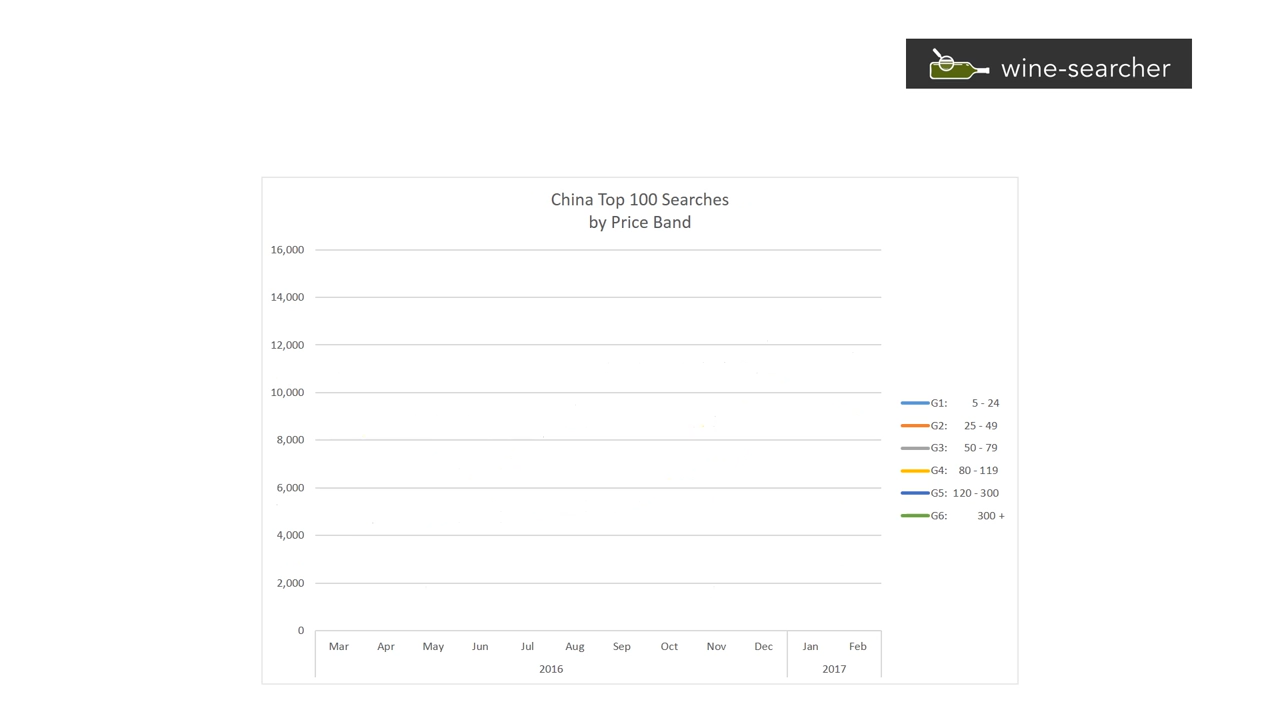 wine-searcher
China Top 100 Searches
by Price Band
16,000
14,000
12,000
10,000
8,000
6,000
4,000
2,000
0
G1: 5 - 24
G2: 25 - 49
G3: 50 - 79
G4: 80 - 119
G5: 120 - 300
G6: 300 +
Mar Apr May Jun Jul Aug Sep Oct Nov Dec Jan Feb
2016 2017